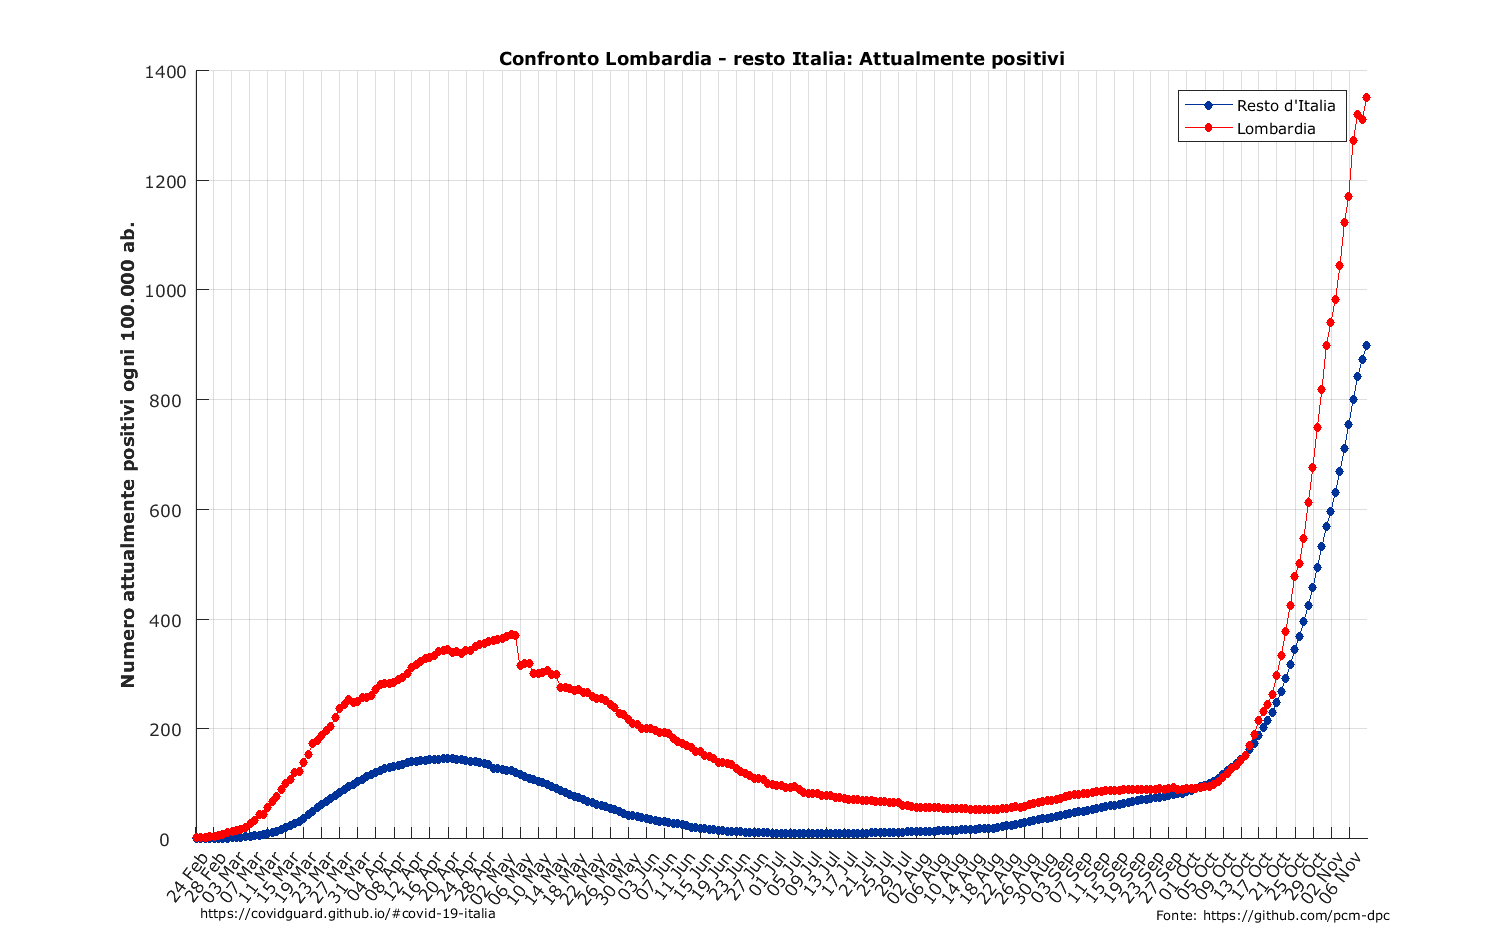 Confronto Lombardia - resto Italia: Attualmente positivi
Resto d'Italia
Lombardia
Numero attualmente positivi ogni 100.000 ab.
1400
1200
1000
800
600
400
200
0
24 Feb
28 Feb
03 Mar
07 Mar
11 Mar
15 Mar
19 Mar
23 Mar
27 Mar
31 Mar
04 Apr
08 Apr
12 Apr
16 Apr
20 Apr
24 Apr
28 Apr
02 May
06 May
10 May
14 May
18 May
22 May
26 May
30 May
03 Jun
07 Jun
11 Jun
15 Jun
19 Jun
23 Jun
27 Jun
01 Jul
05 Jul
09 Jul
13 Jul
17 Jul
21 Jul
25 Jul
29 Jul
02 Aug
06 Aug
10 Aug
14 Aug
18 Aug
22 Aug
26 Aug
30 Aug
03 Sep
07 Sep
11 Sep
15 Sep
19 Sep
23 Sep
27 Sep
01 Oct
05 Oct
09 Oct
13 Oct
17 Oct
21 Oct
25 Oct
29 Oct
02 Nov
06 Nov
https://covidguard.github.io/#covid-19-italia
Fonte: https://github.com/pcm-dpc